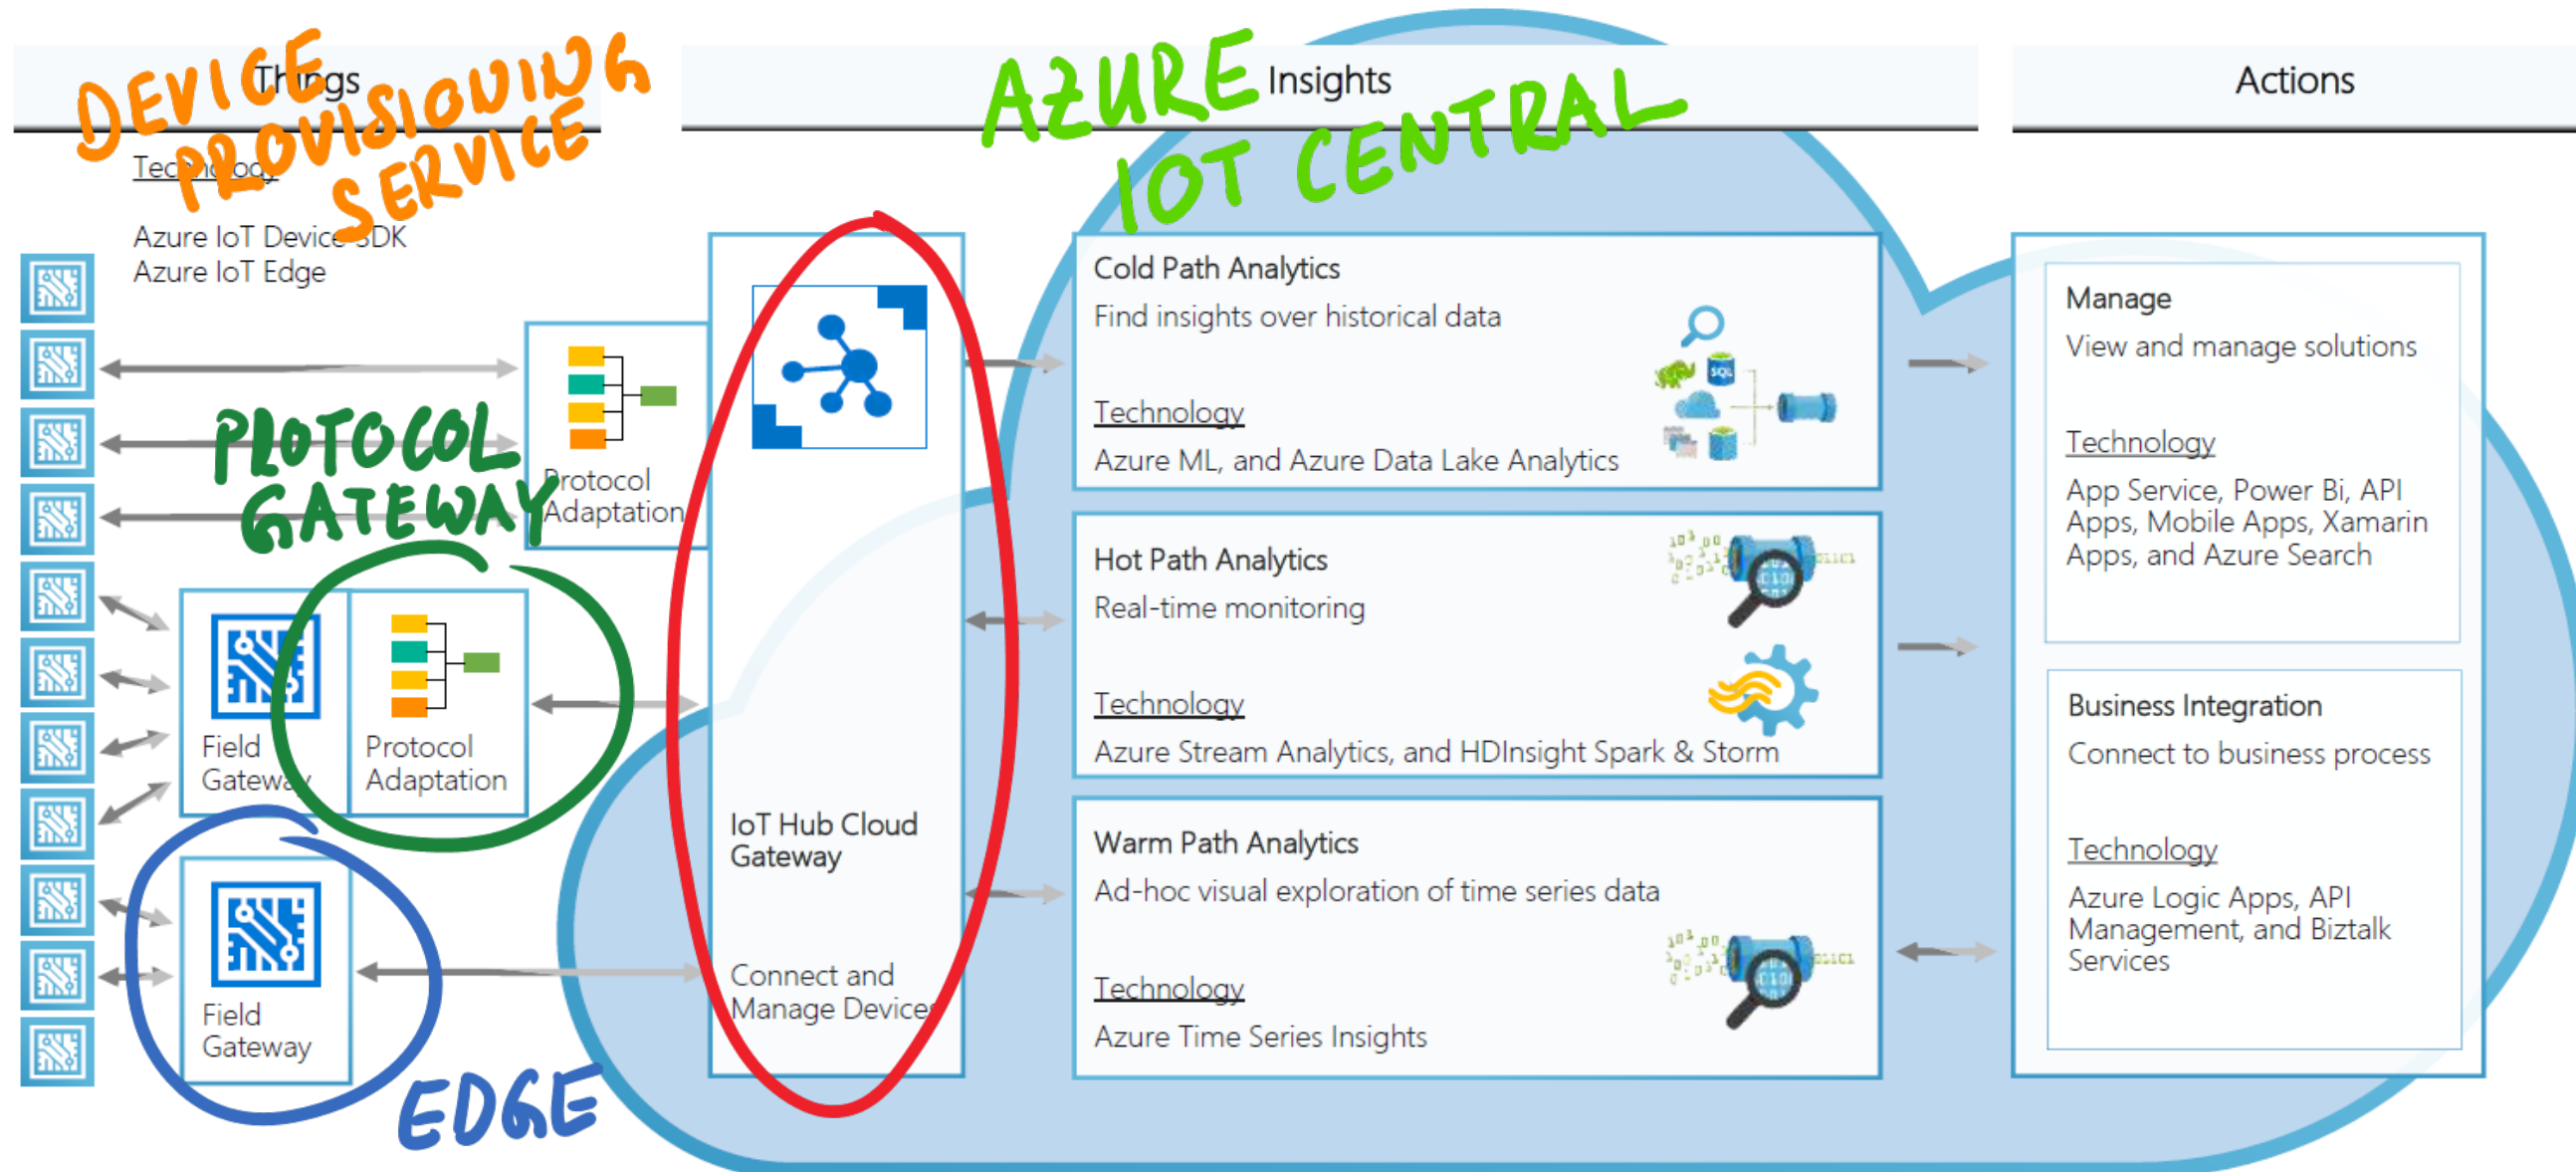 Things
Insights
Actions
DEVICE
PROVISIONING
SERVICE
AZURE
IOT CENTRAL
Technology
Azure IoT Device SDK
Azure IoT Edge
Protocol
Adaptation
PROTOCOL
GATEWAY
Field
Gateway
Protocol
Adaptation
Field
Gateway
EDGE
IoT Hub Cloud
Gateway
Connect and
Manage Devices
Cold Path Analytics
Find insights over historical data
Technology
Azure ML, and Azure Data Lake Analytics
SQL
Hot Path Analytics
Real-time monitoring
Technology
Azure Stream Analytics, and HDInsight Spark & Storm
Warm Path Analytics
Ad-hoc visual exploration of time series data
Technology
Azure Time Series Insights
Manage
View and manage solutions
Technology
App Service, Power Bi, API
Apps, Mobile Apps, Xamarin
Apps, and Azure Search
Business Integration
Connect to business process
Technology
Azure Logic Apps, API
Management, and Biztalk
Services